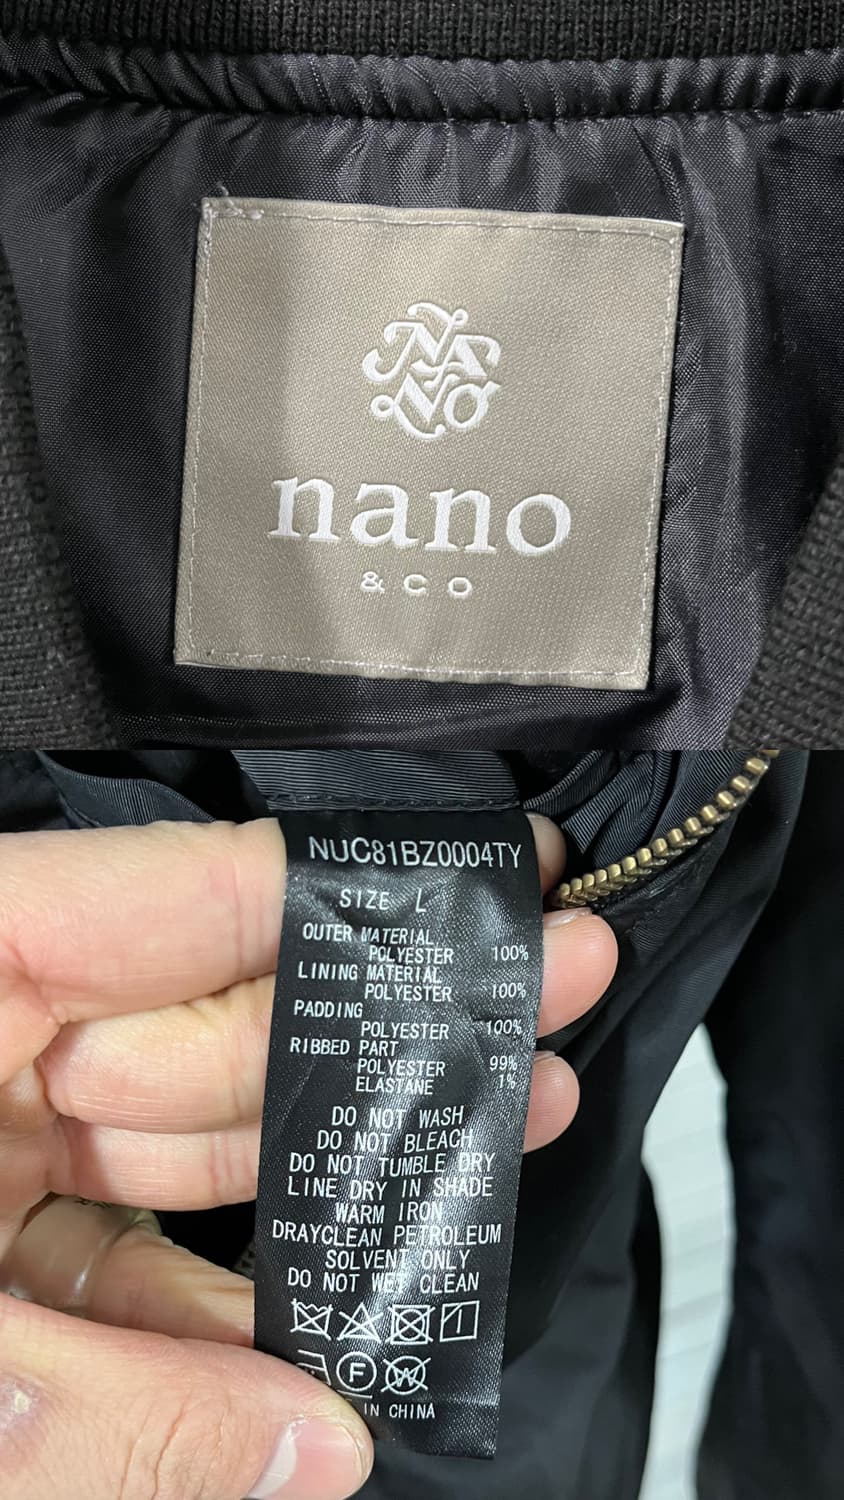 NANO
nano
& CO
NUC81BZ0004TY
SIZE L
OUTER MATERIAL
POLYESTER 100%
LINING MATERIAL
POLYESTER 100%
PADDING
POLYESTER 100%
RIBBED PART
POLYESTER 99%
ELASTANE 1%
DO NOT WASH
DO NOT BLEACH
DO NOT TUMBLE DRY
LINE DRY IN SHADE
WARM IRON
DRAYCLEAN PETROLEUM
SOLVENT ONLY
DO NOT WET CLEAN
F W
IN CHINA